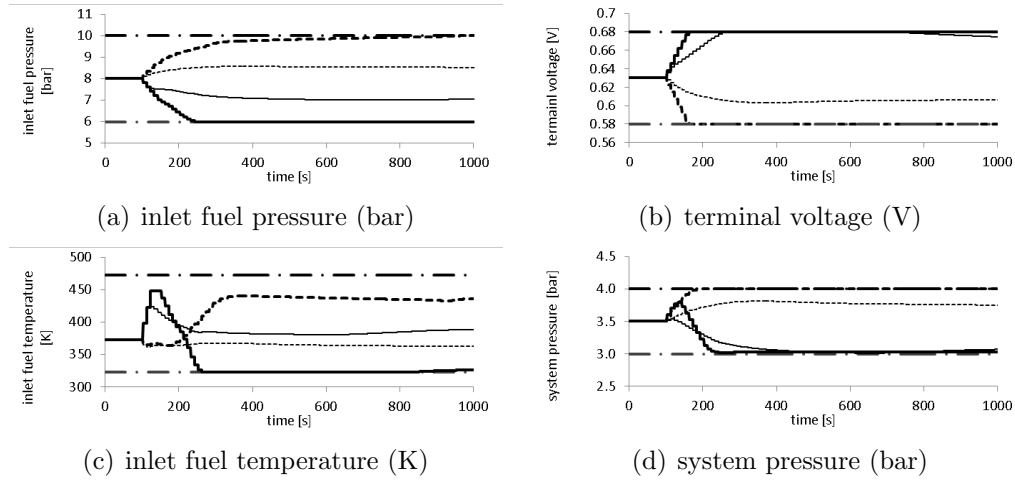 11
10
9
8
7
6
5
inlet fuel pressure
[bar]
0 200 400 600 800 1000
time [s]
(a) inlet fuel pressure (bar)
0.7
0.68
0.66
0.64
0.62
0.6
0.58
0.56
termainl voltage [V]
0 200 400 600 800 1000
time [s]
(b) terminal voltage (V)
500
450
400
350
300
inlet fuel temperature
[K]
0 200 400 600 800 1000
time [s]
(c) inlet fuel temperature (K)
4.5
4.0
3.5
3.0
2.5
system pressure [bar]
0 200 400 600 800 1000
time [s]
(d) system pressure (bar)